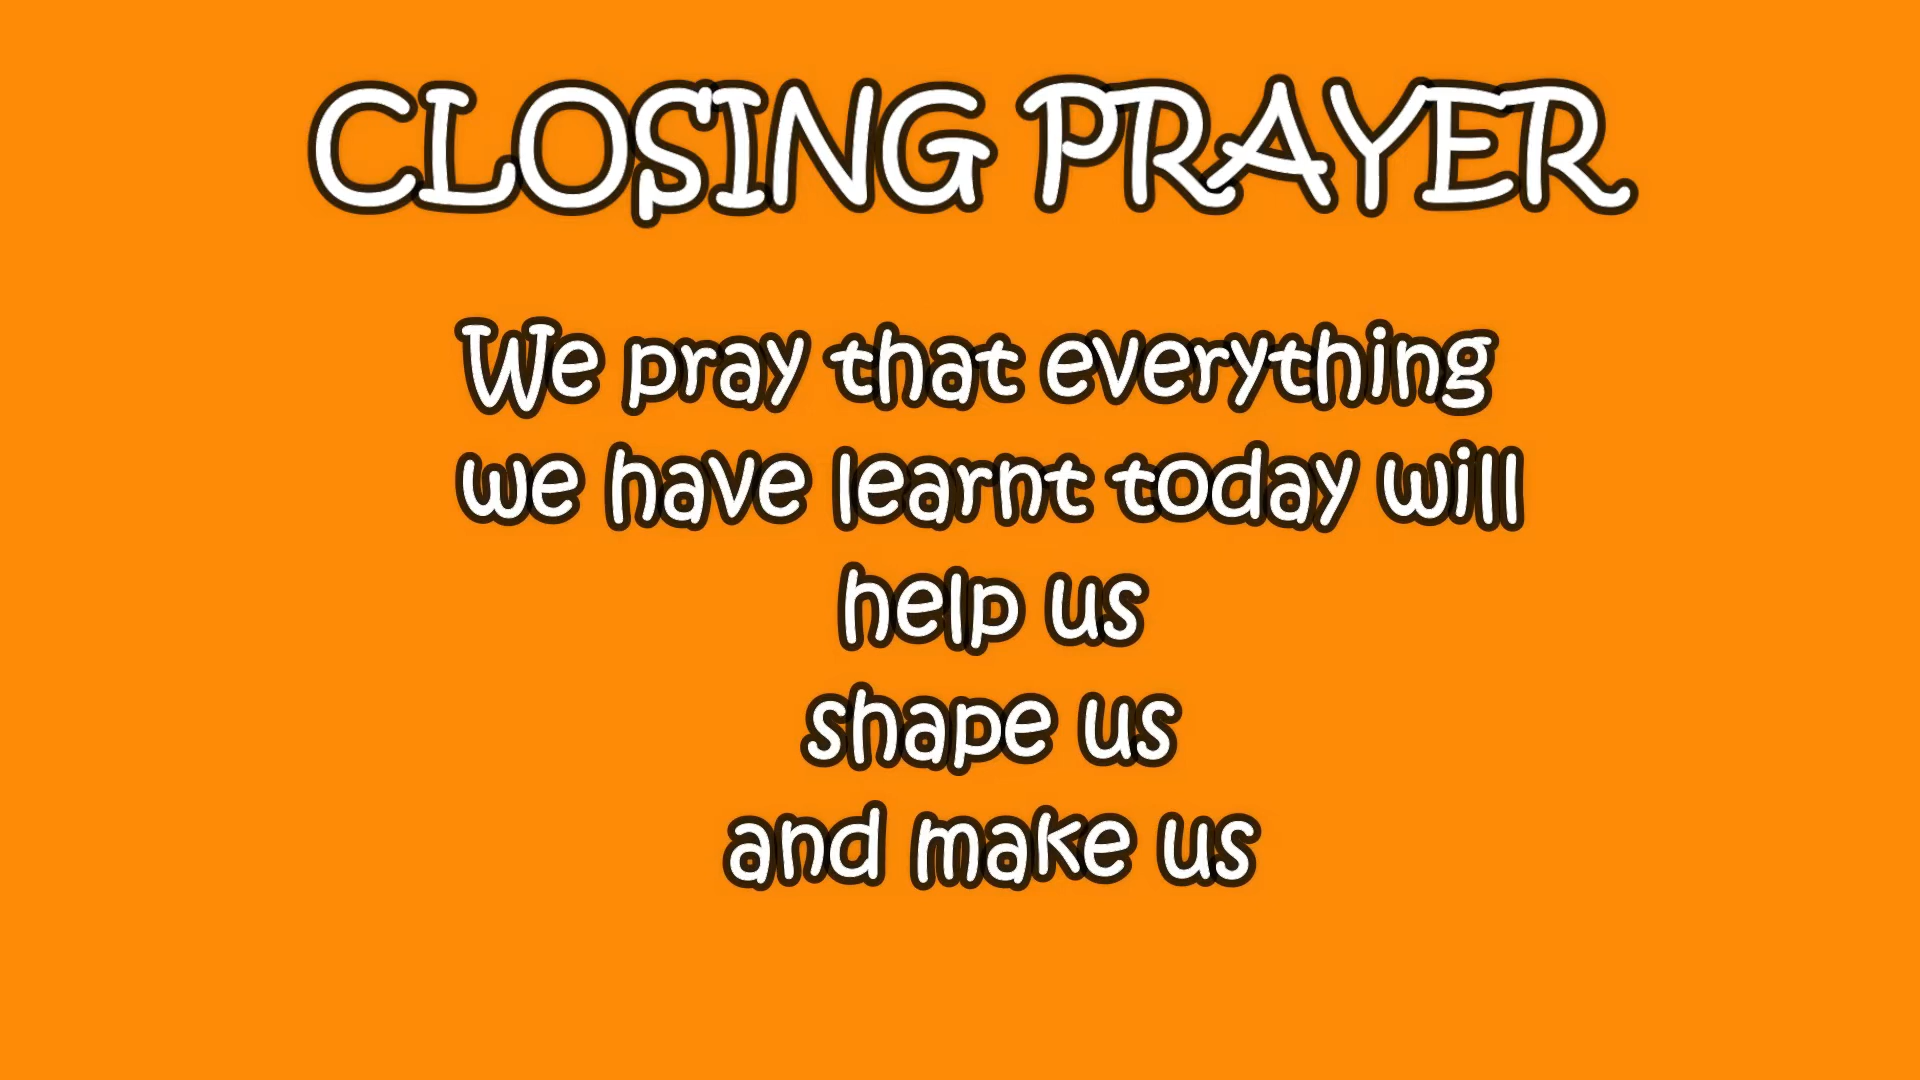 CLOSING PRAYER
We pray that everything
we have learnt today will
help us
shape us
and make us